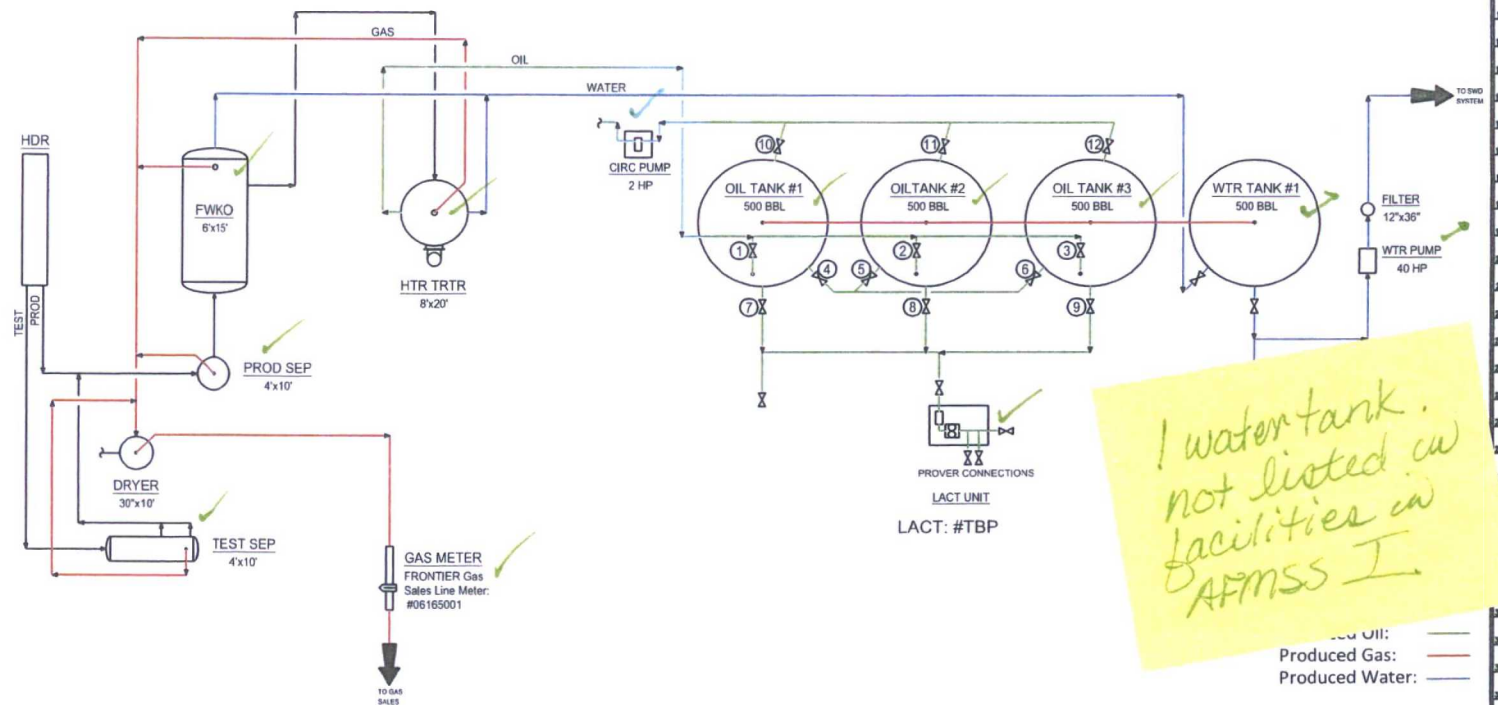 GAS
OIL
WATER
TO SWD
SYSTEM
HDR
FWKO
6'x15'
TEST
PROD
HTR TRTR
8'x20'
CIRC PUMP
2 HP
10
11
12
OIL TANK #1
500 BBL
OILTANK #2
500 BBL
OIL TANK #3
500 BBL
WTR TANK #1
500 BBL
FILTER
12"x36"
WTR PUMP
40 HP
1
2
3
4
5
6
7
8
9
PROD SEP
4'x10'
DRYER
30"x10'
TEST SEP
4'x10'
GAS METER
FRONTIER Gas
Sales Line Meter:
#06165001
TO GAS
SALES
PROVER CONNECTIONS
LACT UNIT
LACT: #TBP
1 water tank.
not listed in
facilities in
AFMSS I
Oil:
Produced Gas:
Produced Water: